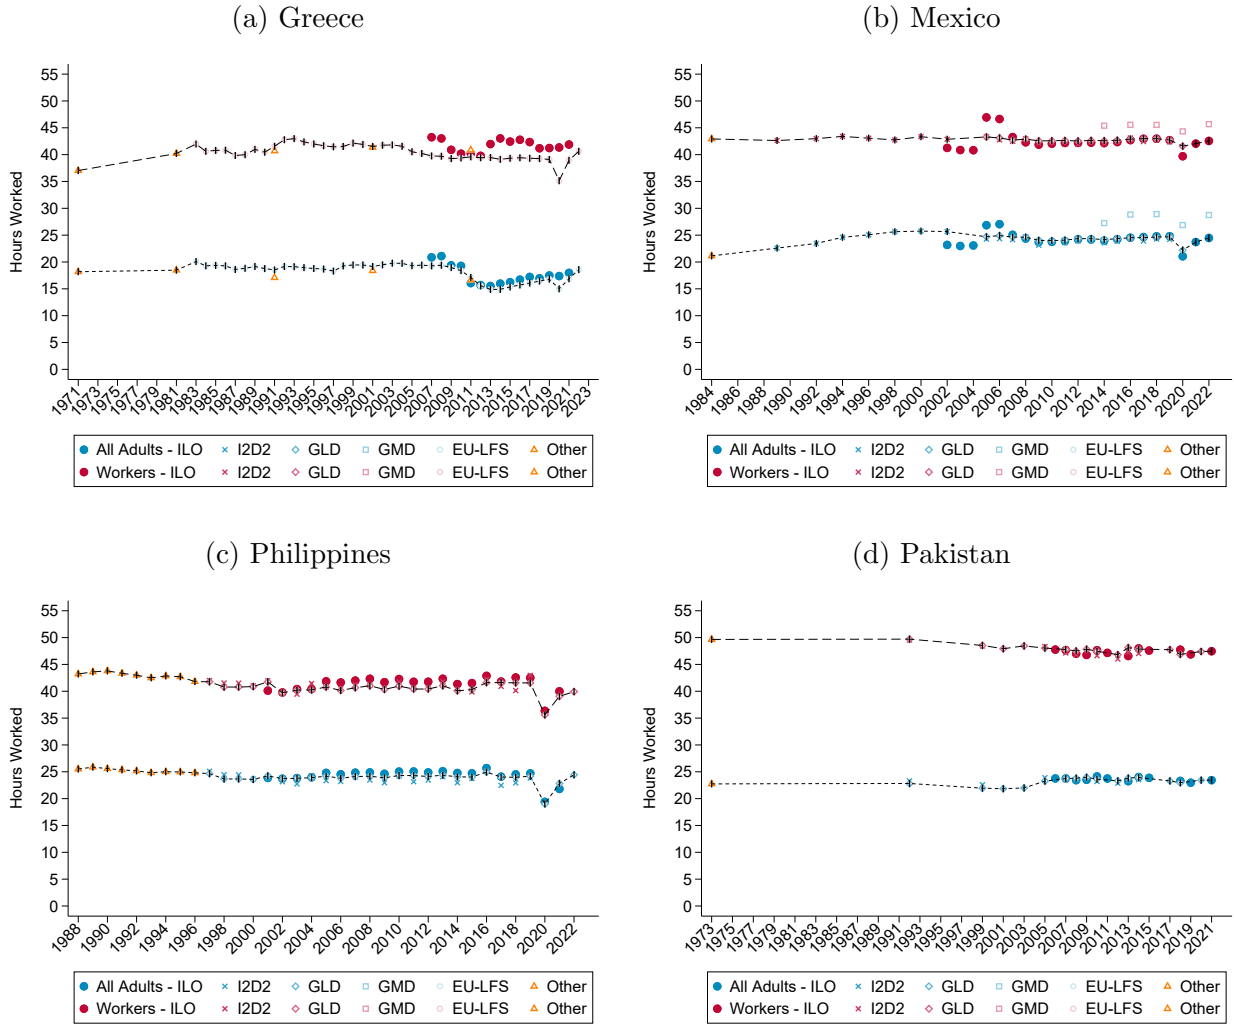 (a) Greece
Hours Worked
55
50
45
40
35
30
25
20
15
10
5
0
1971 1973 1975 1977 1979 1981 1983 1985 1987 1989 1991 1993 1995 1997 1999 2001 2003 2005 2007 2009 2011 2013 2015 2017 2019 2021 2023
All Adults - ILO I2D2 GLD GMD EU-LFS Other
Workers - ILO I2D2 GLD GMD EU-LFS Other
(b) Mexico
Hours Worked
55
50
45
40
35
30
25
20
15
10
5
0
1984 1986 1988 1990 1992 1994 1996 1998 2000 2002 2004 2006 2008 2010 2012 2014 2016 2018 2020 2022
All Adults - ILO I2D2 GLD GMD EU-LFS Other
Workers - ILO I2D2 GLD GMD EU-LFS Other
(c) Philippines
Hours Worked
55
50
45
40
35
30
25
20
15
10
5
0
1988 1990 1992 1994 1996 1998 2000 2002 2004 2006 2008 2010 2012 2014 2016 2018 2020 2022
All Adults - ILO I2D2 GLD GMD EU-LFS Other
Workers - ILO I2D2 GLD GMD EU-LFS Other
(d) Pakistan
Hours Worked
55
50
45
40
35
30
25
20
15
10
5
0
1973 1975 1977 1979 1981 1983 1985 1987 1989 1991 1993 1995 1997 1999 2001 2003 2005 2007 2009 2011 2013 2015 2017 2019 2021
All Adults - ILO I2D2 GLD GMD EU-LFS Other
Workers - ILO I2D2 GLD GMD EU-LFS Other